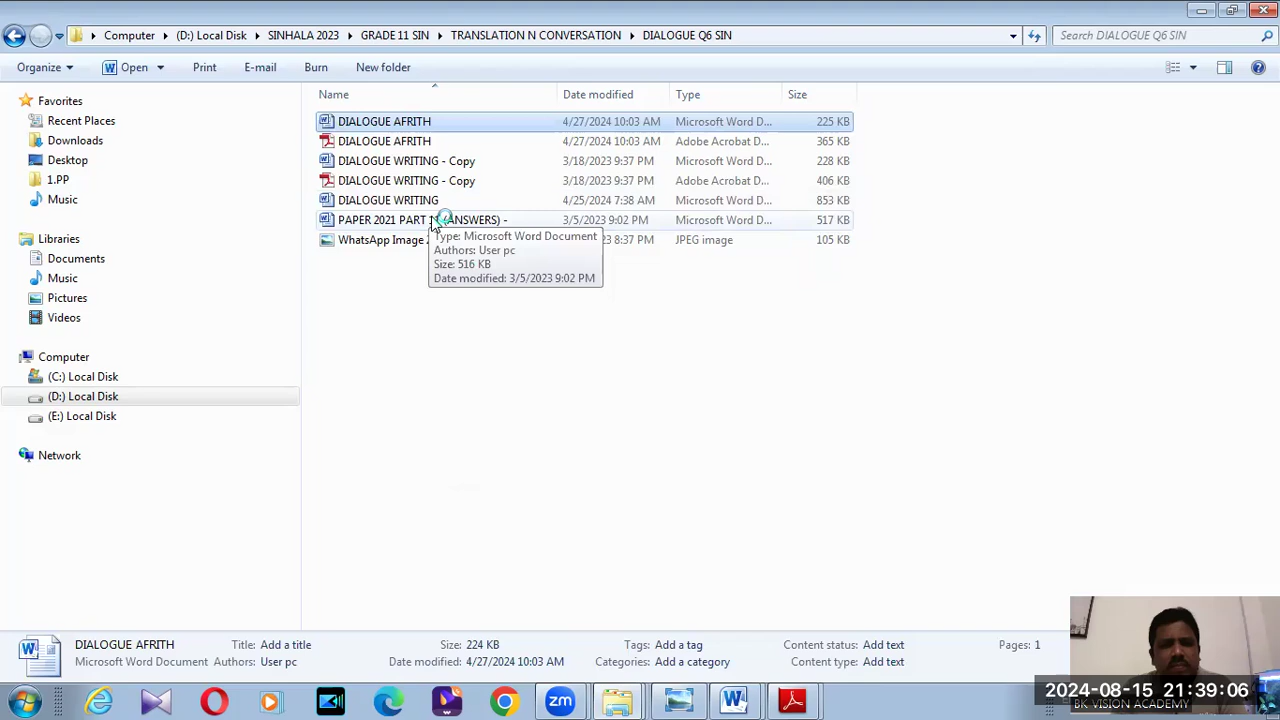 Computer ▸ (D:) Local Disk ▸ SINHALA 2023 ▸ GRADE 11 SIN ▸ TRANSLATION N CONVERSATION ▸ DIALOGUE Q6 SIN
Search DIALOGUE Q6 SIN
Organize Open Print E-mail Burn New folder
Name Date modified Type Size
DIALOGUE AFRITH 4/27/2024 10:03 AM Microsoft Word D... 225 KB
DIALOGUE AFRITH 4/27/2024 10:03 AM Adobe Acrobat D... 365 KB
DIALOGUE WRITING - Copy 3/18/2023 9:37 PM Microsoft Word D... 228 KB
DIALOGUE WRITING - Copy 3/18/2023 9:37 PM Adobe Acrobat D... 406 KB
DIALOGUE WRITING 4/25/2024 7:38 AM Microsoft Word D... 853 KB
PAPER 2021 PART (ANSWERS) - 3/5/2023 9:02 PM Microsoft Word D... 517 KB
WhatsApp Image 8:37 PM JPEG image 105 KB
Type: Microsoft Word Document
Authors: User pc
Size: 516 KB
Date modified: 3/5/2023 9:02 PM
Favorites
Recent Places
Downloads
Desktop
1.PP
Music
Libraries
Documents
Music
Pictures
Videos
Computer
(C:) Local Disk
(D:) Local Disk
(E:) Local Disk
Network
DIALOGUE AFRITH Title: Add a title Size: 224 KB Tags: Add a tag Content status: Add text Pages: 1
Microsoft Word Document Authors: User pc Date modified: 4/27/2024 10:03 AM Categories: Add a category Content type: Add text
zm
2024-08-15 21:39:06
BK VISION ACADEMY